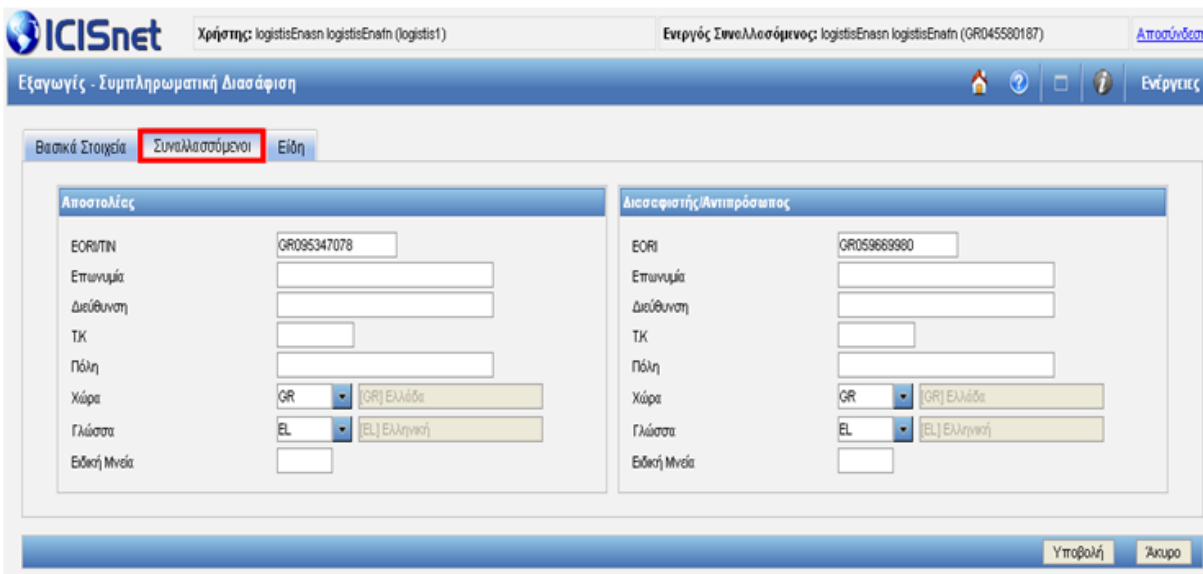 ICISnet
Χρήστης: logistisEnasn logistisEnafn (logistis1)
Ενεργός Συναλλασόμενος: logistisEnasn logistisEnafn (GR045580187)
Αποσύνδεση
Εξαγωγές - Συμπληρωματική Διασάφιση
Ενέργειες
Βασικά Στοιχεία Συναλλασσόμενοι Είδη
Αποστολέας
EORI/TIN GR095347078
Επωνυμία
Διεύθυνση
Τ.Κ
Πόλη
Χώρα GR [GR] Ελλάδα
Γλώσσα EL [EL] Ελληνική
Ειδική Μνεία
Διασαφιστής/Αντιπρόσωπος
EORI GR059669980
Επωνυμία
Διεύθυνση
Τ.Κ
Πόλη
Χώρα GR [GR] Ελλάδα
Γλώσσα EL [EL] Ελληνική
Ειδική Μνεία
Υποβολή Άκυρο